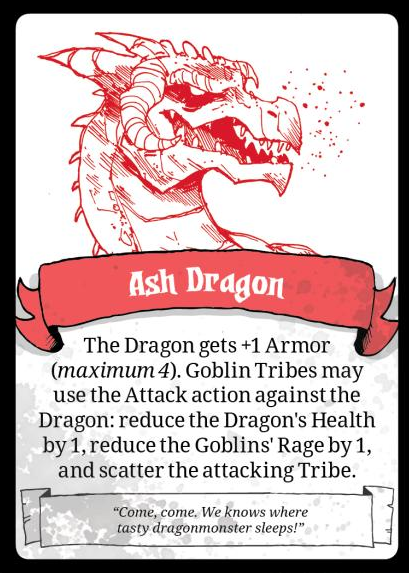 Ash Dragon
The Dragon gets +1 Armor
(maximum 4). Goblin Tribes may
use the Attack action against the
Dragon: reduce the Dragon's Health
by 1, reduce the Goblins' Rage by 1,
and scatter the attacking Tribe.
“Come, come. We knows where
tasty dragonmonster sleeps!”